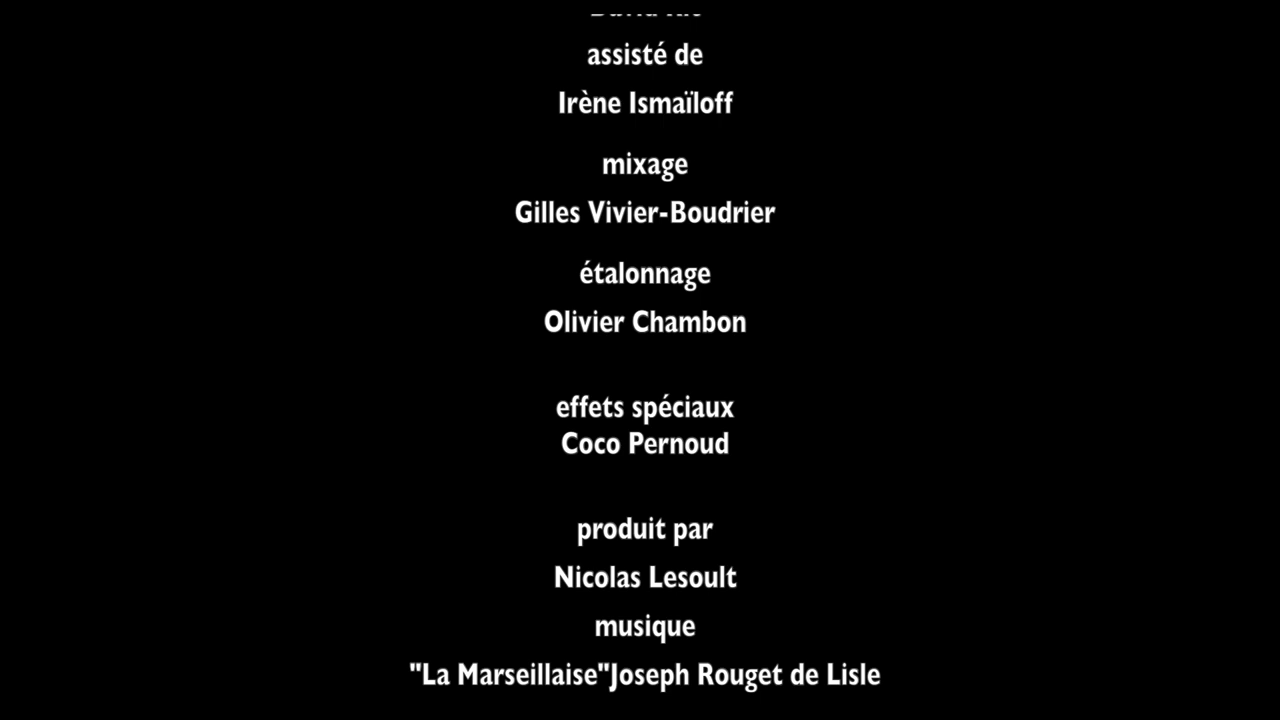 assisté de
Irène Ismaïloff
mixage
Gilles Vivier-Boudrier
étalonnage
Olivier Chambon
effets spéciaux
Coco Pernoud
produit par
Nicolas Lesoult
musique
"La Marseillaise"Joseph Rouget de Lisle